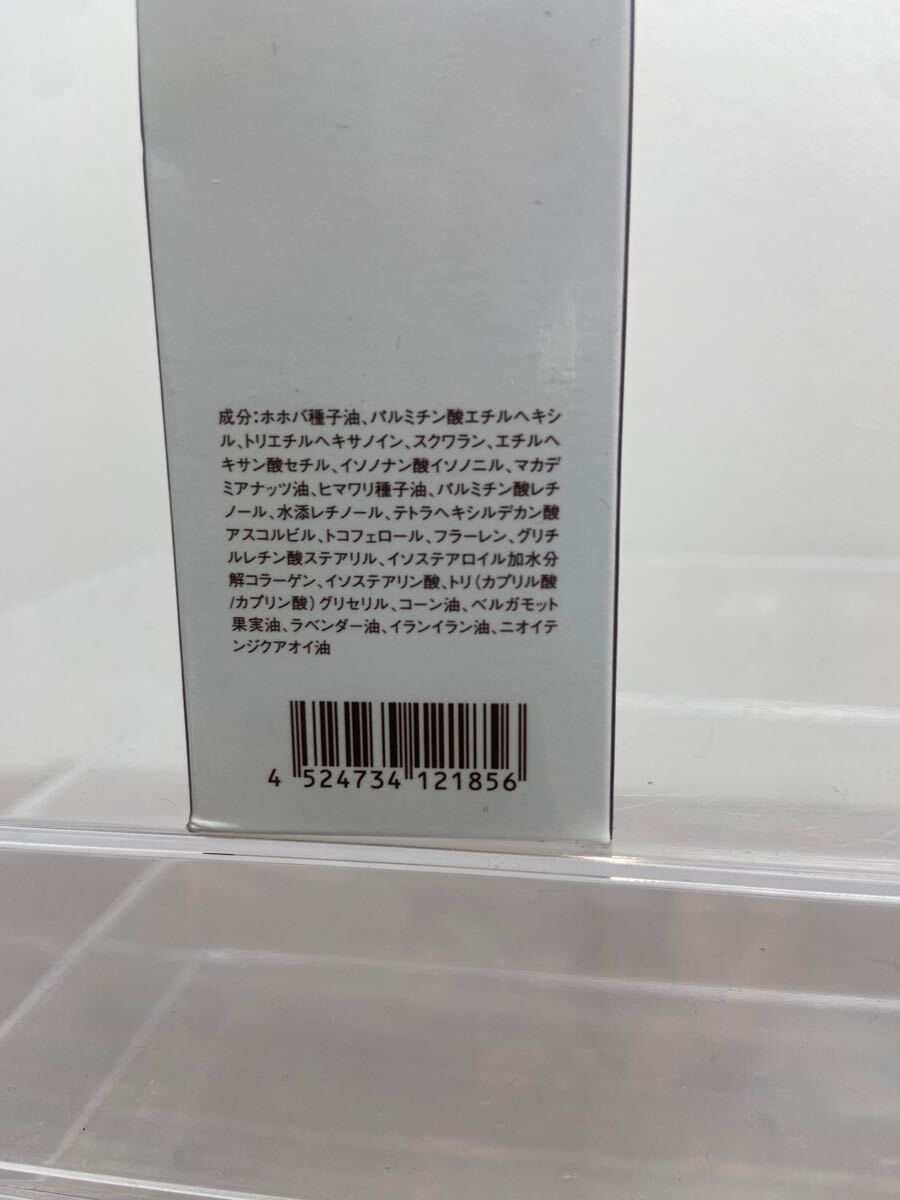 成分:ホホバ種子油、パルミチン酸エチルヘキシ
ル、トリエチルヘキサノイン、スクワラン、エチルヘ
キサン酸セチル、イソノナン酸イソノニル、マカデ
ミアナッツ油、ヒマワリ種子油、パルミチン酸レチ
ノール、水添レチノール、テトラヘキシルデカン酸
アスコルビル、トコフェロール、フラーレン、グリチ
ルレチン酸ステアリル、イソステアロイル加水分
解コラーゲン、イソステアリン酸、トリ(カプリル酸
/カプリン酸)グリセリル、コーン油、ベルガモット
果実油、ラベンダー油、イランイラン油、ニオイテ
ンジクアオイ油
4 524734 121856